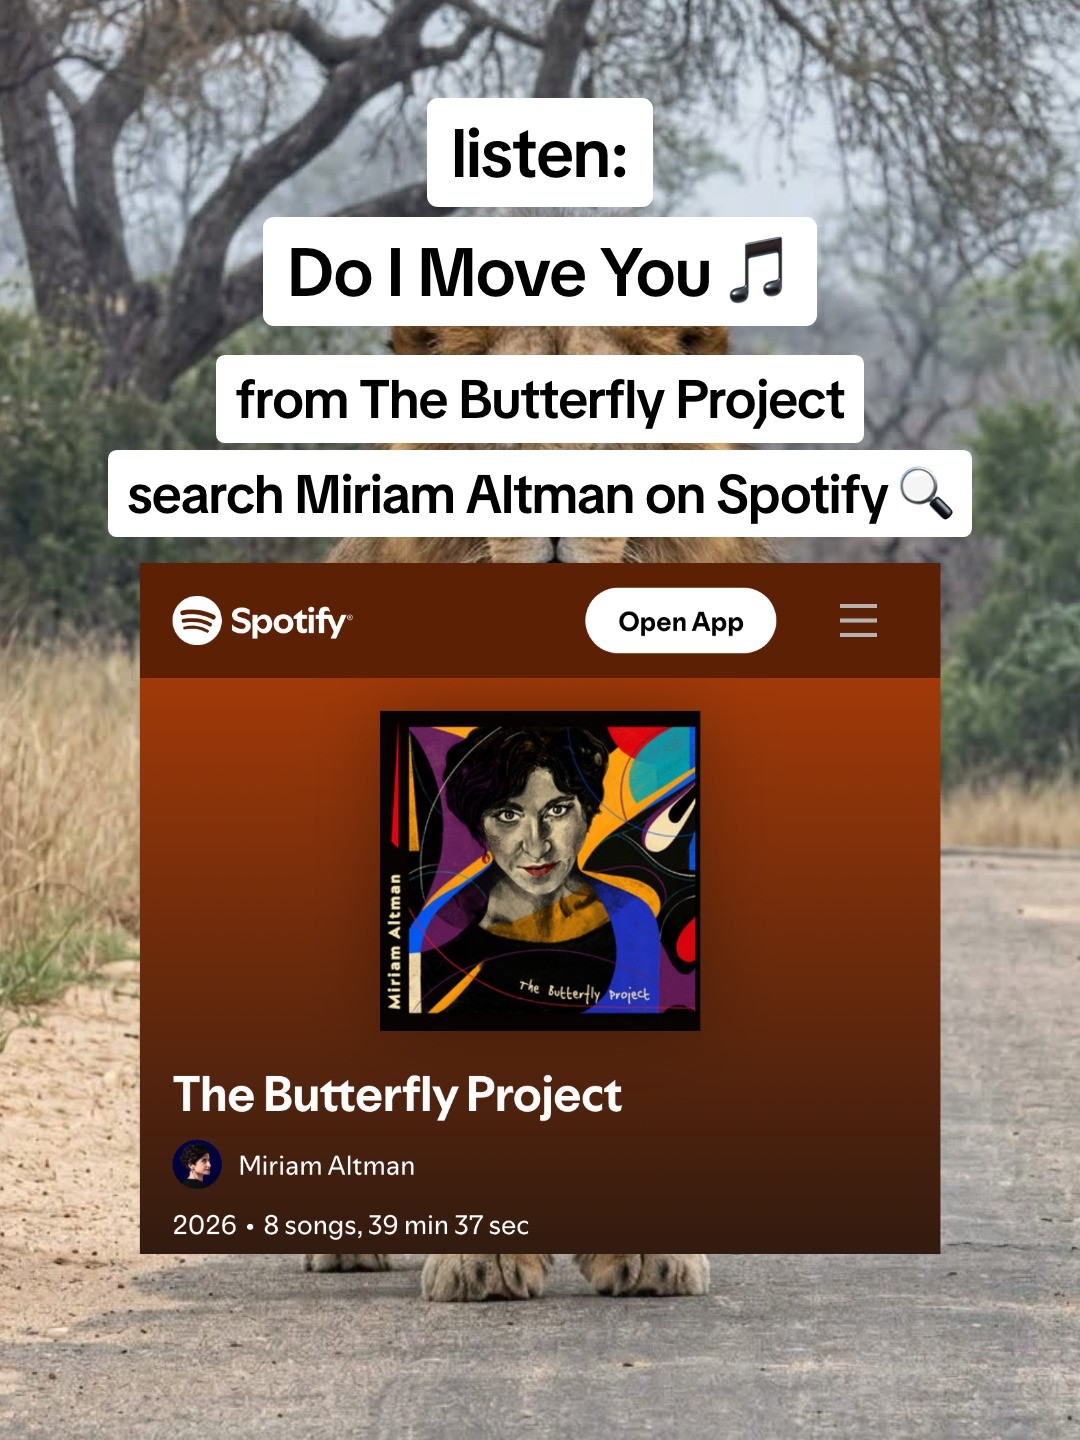 listen:
Do I Move You 🎵
from The Butterfly Project
search Miriam Altman on Spotify 🔍
Spotify®
Open App
Miriam Altman
The Butterfly Project
The Butterfly Project
Miriam Altman
2026 • 8 songs, 39 min 37 sec